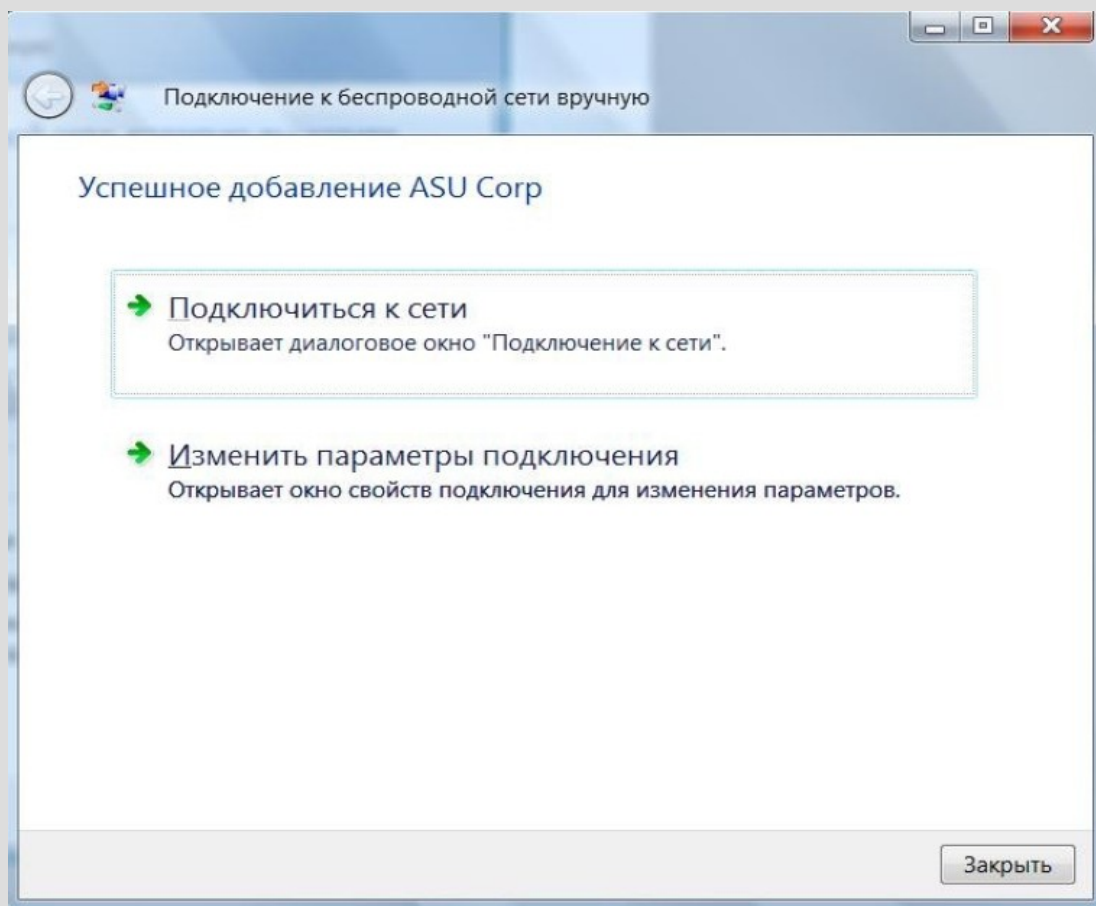 Подключение к беспроводной сети вручную
Успешное добавление ASU Corp
Подключиться к сети
Открывает диалоговое окно "Подключение к сети".
Изменить параметры подключения
Открывает окно свойств подключения для изменения параметров.
Закрыть